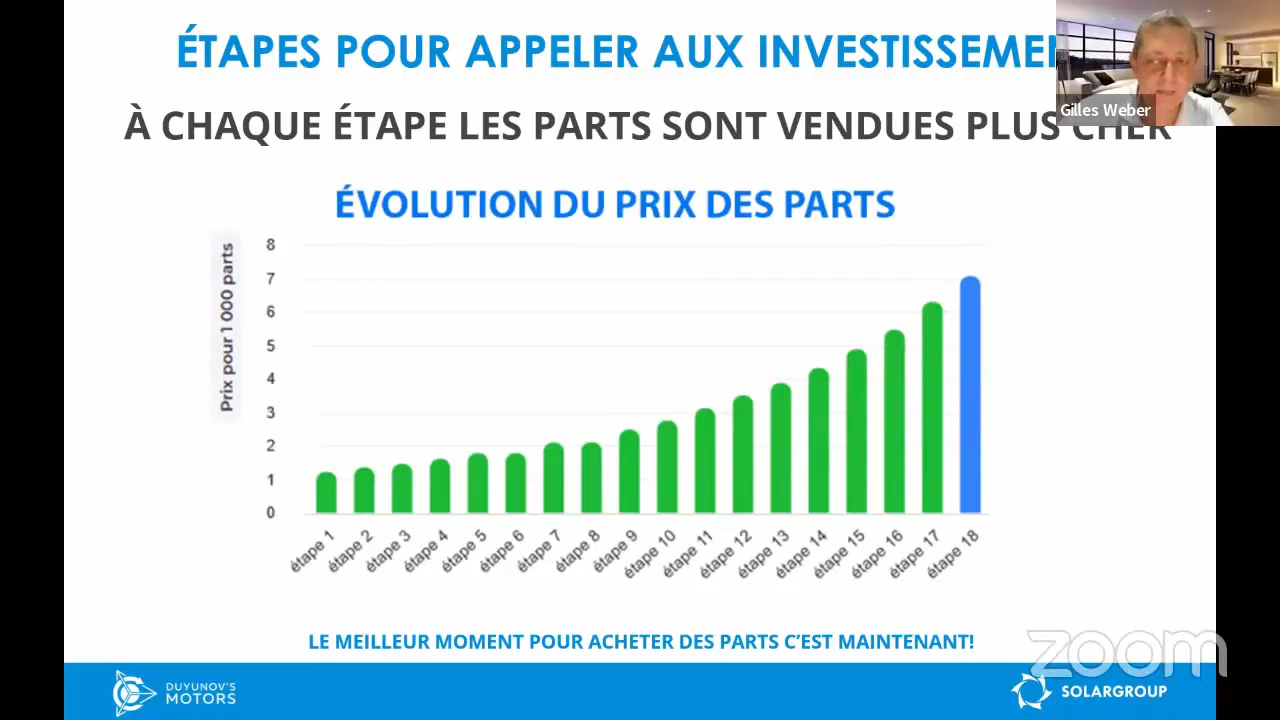 ÉTAPES POUR APPELER AUX INVESTISSEME
Gilles Weber
À CHAQUE ÉTAPE LES PARTS SONT VENDUES PLUS CHER
ÉVOLUTION DU PRIX DES PARTS
Prix pour 1 000 parts
8
7
6
5
4
3
2
1
0
étape 1
étape 2
étape 3
étape 4
étape 5
étape 6
étape 7
étape 8
étape 9
étape 10
étape 11
étape 12
étape 13
étape 14
étape 15
étape 16
étape 17
étape 18
LE MEILLEUR MOMENT POUR ACHETER DES PARTS C’EST MAINTENANT!
zoom
DUYUNOV'S
MOTORS
SOLARGROUP